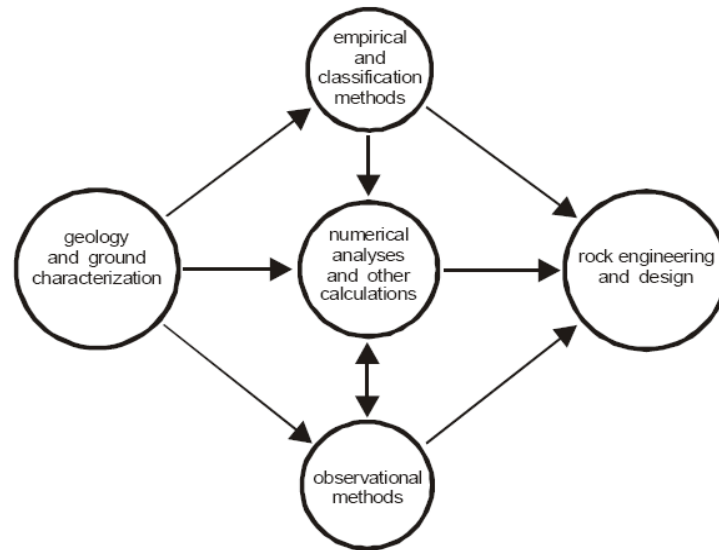 empirical
and
classification
methods
geology
and ground
characterization
numerical
analyses
and other
calculations
rock engineering
and design
observational
methods